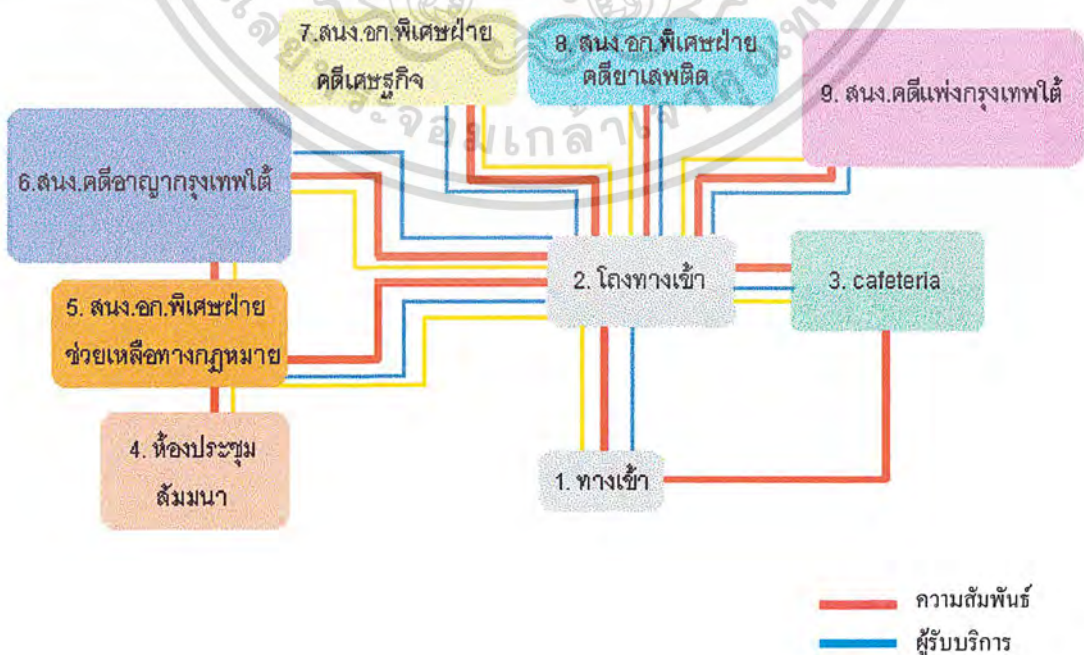 7.สนง.อก.พิเศษฝ่าย
คดีเศรษฐกิจ
8. สนง.อก.พิเศษฝ่าย
คดียาเสพติด
9. สนง.คดีแพ่งกรุงเทพใต้
6.สนง.คดีอาญากรุงเทพใต้
2. โถงทางเข้า
3. cafeteria
5. สนง.อก.พิเศษฝ่าย
ช่วยเหลือทางกฎหมาย
4. ห้องประชุม
สัมมนา
1. ทางเข้า
ความสัมพันธ์
ผู้รับบริการ